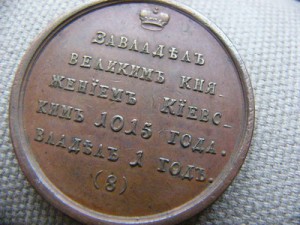 ЗАВЛАДѢЛЪ
ВЕЛИКИМЪ КНЯ-
ЖЕНІЕМЪ КІЕВС-
КИМЪ 1015 ГОДА.
ВЛАДѢЛЪ 1 ГОДЪ.
(8)